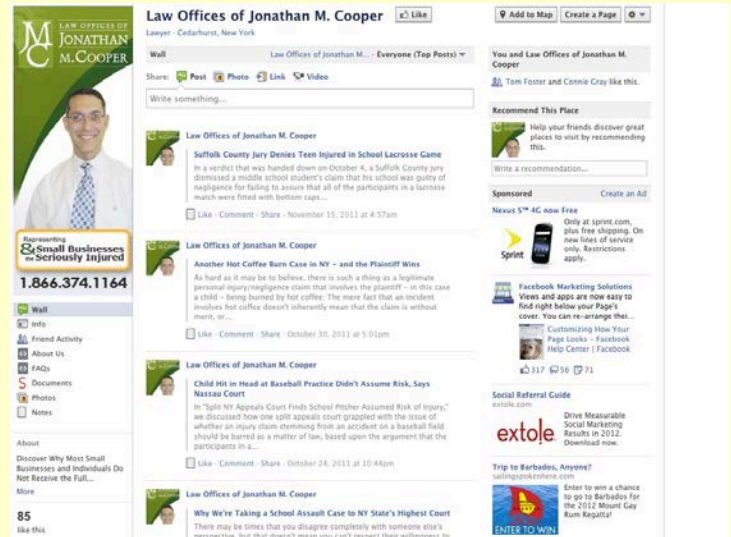 LAW OFFICES OF
JONATHAN
M.COOPER
Representing
Small Businesses
& the Seriously Injured
1.866.374.1164
Wall
Info
Friend Activity
About Us
FAQs
Documents
Photos
Notes
About
Discover Why Most Small
Businesses and Individuals Do
Not Receive the Full...
More
85
like this
Law Offices of Jonathan M. Cooper
Like
Lawyer · Cedarhurst, New York
Wall
Law Offices of Jonathan M... · Everyone (Top Posts)
Share: Post Photo Link Video
Write something...
Law Offices of Jonathan M. Cooper
Suffolk County Jury Denies Teen Injured in School Lacrosse Game
In a verdict that was handed down on October 4, a Suffolk County jury
dismissed a middle school student's claim that his school was guilty of
negligence for failing to assure that all of the participants in a lacrosse
match were fitted with bottom caps...
Like · Comment · Share · November 15, 2011 at 4:57am
Law Offices of Jonathan M. Cooper
Another Hot Coffee Burn Case in NY – and the Plaintiff Wins
As hard as it may be to believe, there is such a thing as a legitimate
personal injury/negligence claim that involves the plaintiff – in this case
a child – being burned by hot coffee. The mere fact that an incident
involves hot coffee doesn't inherently mean that the claim is without
merit, or...
Like · Comment · Share · October 30, 2011 at 5:01pm
Law Offices of Jonathan M. Cooper
Child Hit in Head at Baseball Practice Didn't Assume Risk, Says
Nassau Court
In "Split NY Appeals Court Finds School Pitcher Assumed Risk of Injury,"
we discussed how one split appeals court grappled with the issue of
whether an injury claim stemming from an accident on a baseball field
should be barred as a matter of law, based upon the argument that the
participants in a...
Like · Comment · Share · October 24, 2011 at 10:44pm
Law Offices of Jonathan M. Cooper
Why We're Taking a School Assault Case to NY State's Highest Court
There may be times that you disagree completely with someone else's
perspective, but that doesn't mean you can't respect their willingness to
Add to Map
Create a Page
You and Law Offices of Jonathan M.
Cooper
Tom Foster and Connie Gray like this.
Recommend This Place
Help your friends discover great
places to visit by recommending
this.
Write a recommendation...
Sponsored
Create an Ad
Nexus S™ 4G now Free
Sprint
Only at sprint.com,
plus free shipping. On
new lines of service
only. Restrictions
apply.
Facebook Marketing Solutions
Views and apps are now easy to
find right below your Page's
cover. You can re-arrange thei...
Customizing How Your
Page Looks – Facebook
Help Center | Facebook
317 56 71
Social Referral Guide
extole.com
extole
Drive Measurable
Social Marketing
Results in 2012.
Download now.
Trip to Barbados, Anyone?
sailingspokenhere.com
ENTER TO WIN
Enter to win a chance
to go to Barbados for
the 2012 Mount Gay
Rum Regatta!